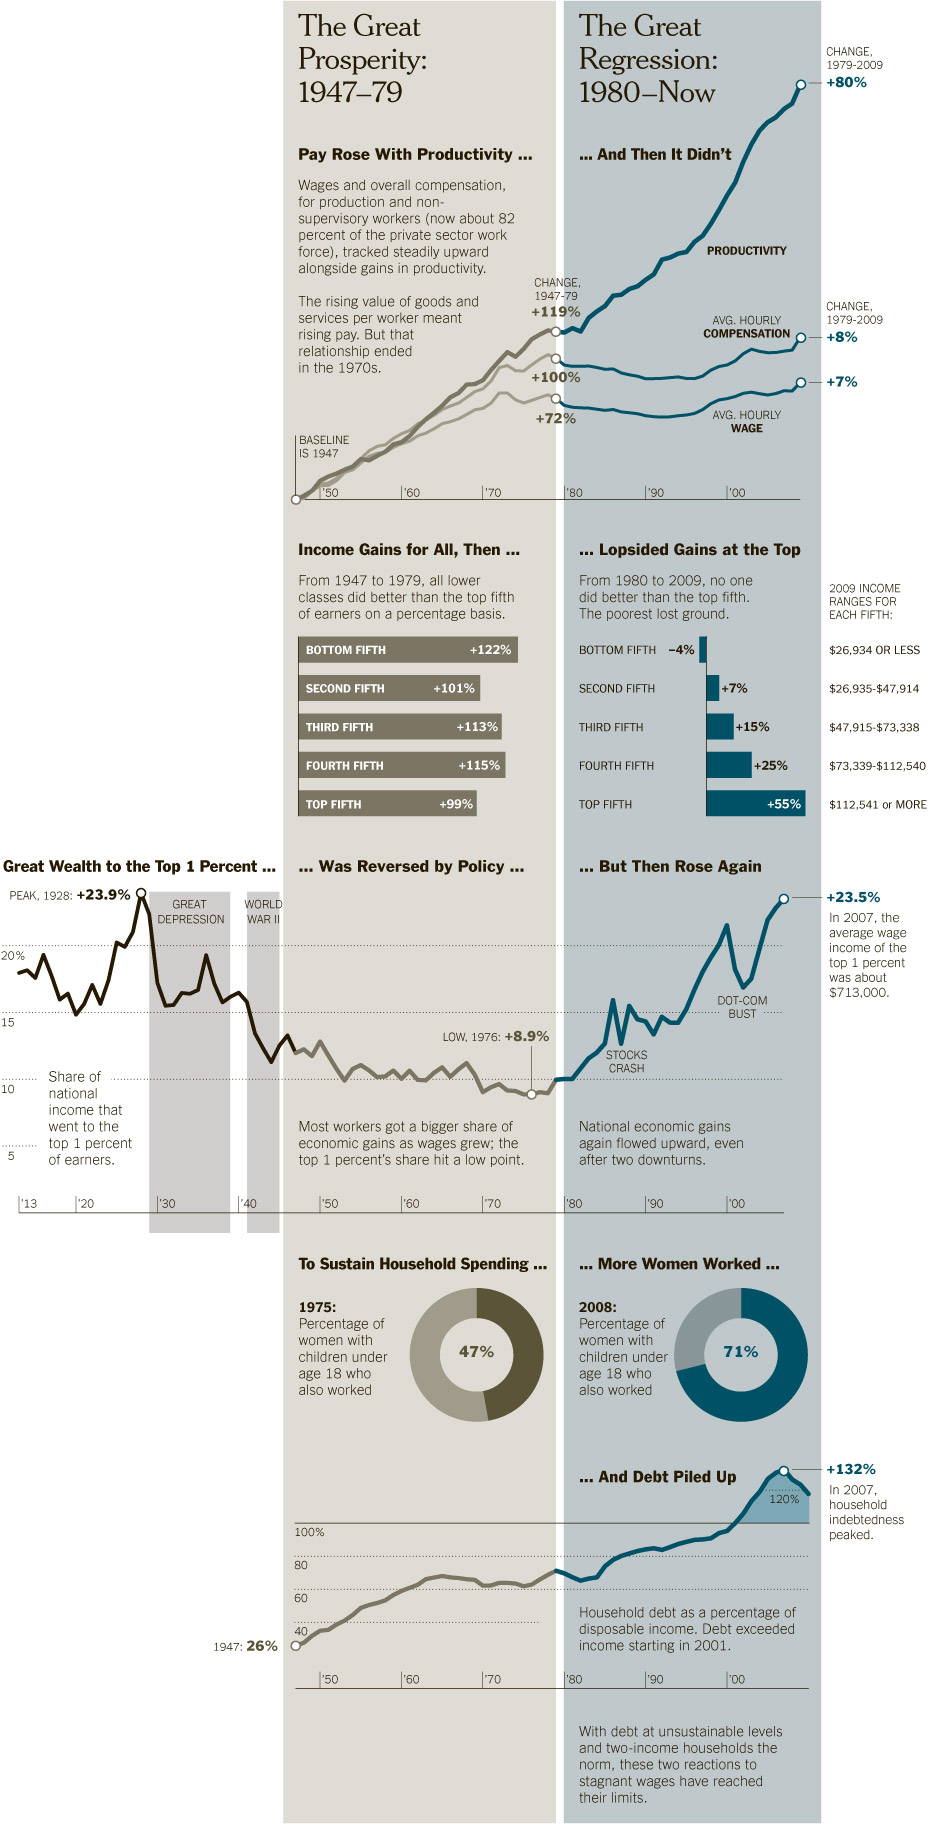 The Great
Prosperity:
1947–79
The Great
Regression:
1980–Now
CHANGE,
1979-2009
+80%
Pay Rose With Productivity ...
... And Then It Didn't
Wages and overall compensation,
for production and non-
supervisory workers (now about 82
percent of the private sector work
force), tracked steadily upward
alongside gains in productivity.
The rising value of goods and
services per worker meant
rising pay. But that
relationship ended
in the 1970s.
PRODUCTIVITY
CHANGE,
1947-79
+119%
+100%
+72%
AVG. HOURLY
COMPENSATION
CHANGE,
1979-2009
+8%
+7%
AVG. HOURLY
WAGE
BASELINE
IS 1947
'50 '60 '70 '80 '90 '00
Income Gains for All, Then ...
From 1947 to 1979, all lower
classes did better than the top fifth
of earners on a percentage basis.
... Lopsided Gains at the Top
From 1980 to 2009, no one
did better than the top fifth.
The poorest lost ground.
2009 INCOME
RANGES FOR
EACH FIFTH:
BOTTOM FIFTH +122% BOTTOM FIFTH –4% $26,934 OR LESS
SECOND FIFTH +101% SECOND FIFTH +7% $26,935-$47,914
THIRD FIFTH +113% THIRD FIFTH +15% $47,915-$73,338
FOURTH FIFTH +115% FOURTH FIFTH +25% $73,339-$112,540
TOP FIFTH +99% TOP FIFTH +55% $112,541 or MORE
Great Wealth to the Top 1 Percent ...
... Was Reversed by Policy ...
... But Then Rose Again
PEAK, 1928: +23.9%
GREAT
DEPRESSION
WORLD
WAR II
+23.5%
In 2007, the
average wage
income of the
top 1 percent
was about
$713,000.
20%
15
10
5
DOT-COM
BUST
LOW, 1976: +8.9%
STOCKS
CRASH
Share of
national
income that
went to the
top 1 percent
of earners.
Most workers got a bigger share of
economic gains as wages grew; the
top 1 percent's share hit a low point.
National economic gains
again flowed upward, even
after two downturns.
'13 '20 '30 '40 '50 '60 '70 '80 '90 '00
To Sustain Household Spending ...
... More Women Worked ...
1975:
Percentage of
women with
children under
age 18 who
also worked
47%
2008:
Percentage of
women with
children under
age 18 who
also worked
71%
... And Debt Piled Up
+132%
In 2007,
household
indebtedness
peaked.
120%
100%
80
60
40
1947: 26%
Household debt as a percentage of
disposable income. Debt exceeded
income starting in 2001.
'50 '60 '70 '80 '90 '00
With debt at unsustainable levels
and two-income households the
norm, these two reactions to
stagnant wages have reached
their limits.